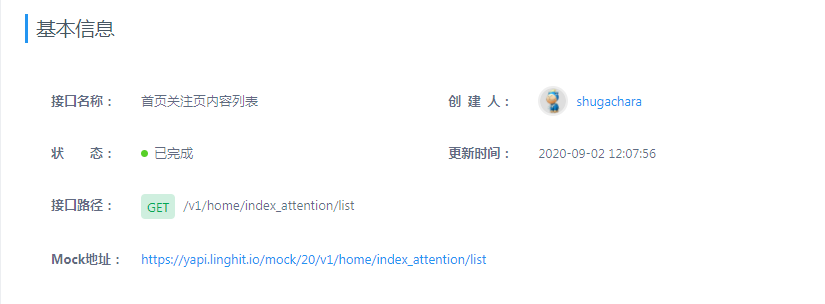 基本信息
接口名称： 首页关注页内容列表 创 建 人： shugachara
状 态： 已完成 更新时间： 2020-09-02 12:07:56
接口路径： GET /v1/home/index_attention/list
Mock地址： https://yapi.linghit.io/mock/20/v1/home/index_attention/list